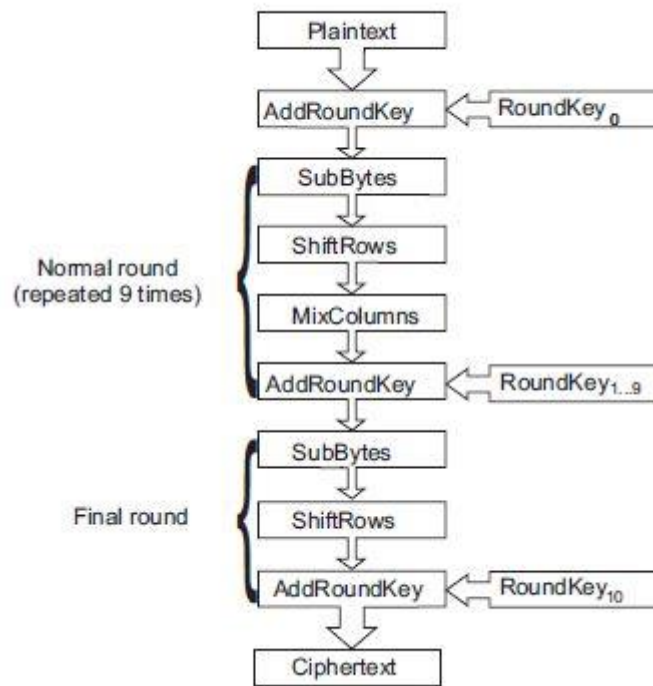 Plaintext
AddRoundKey
RoundKey0
SubBytes
ShiftRows
Normal round
(repeated 9 times)
MixColumns
AddRoundKey
RoundKey1...9
SubBytes
Final round
ShiftRows
AddRoundKey
RoundKey10
Ciphertext